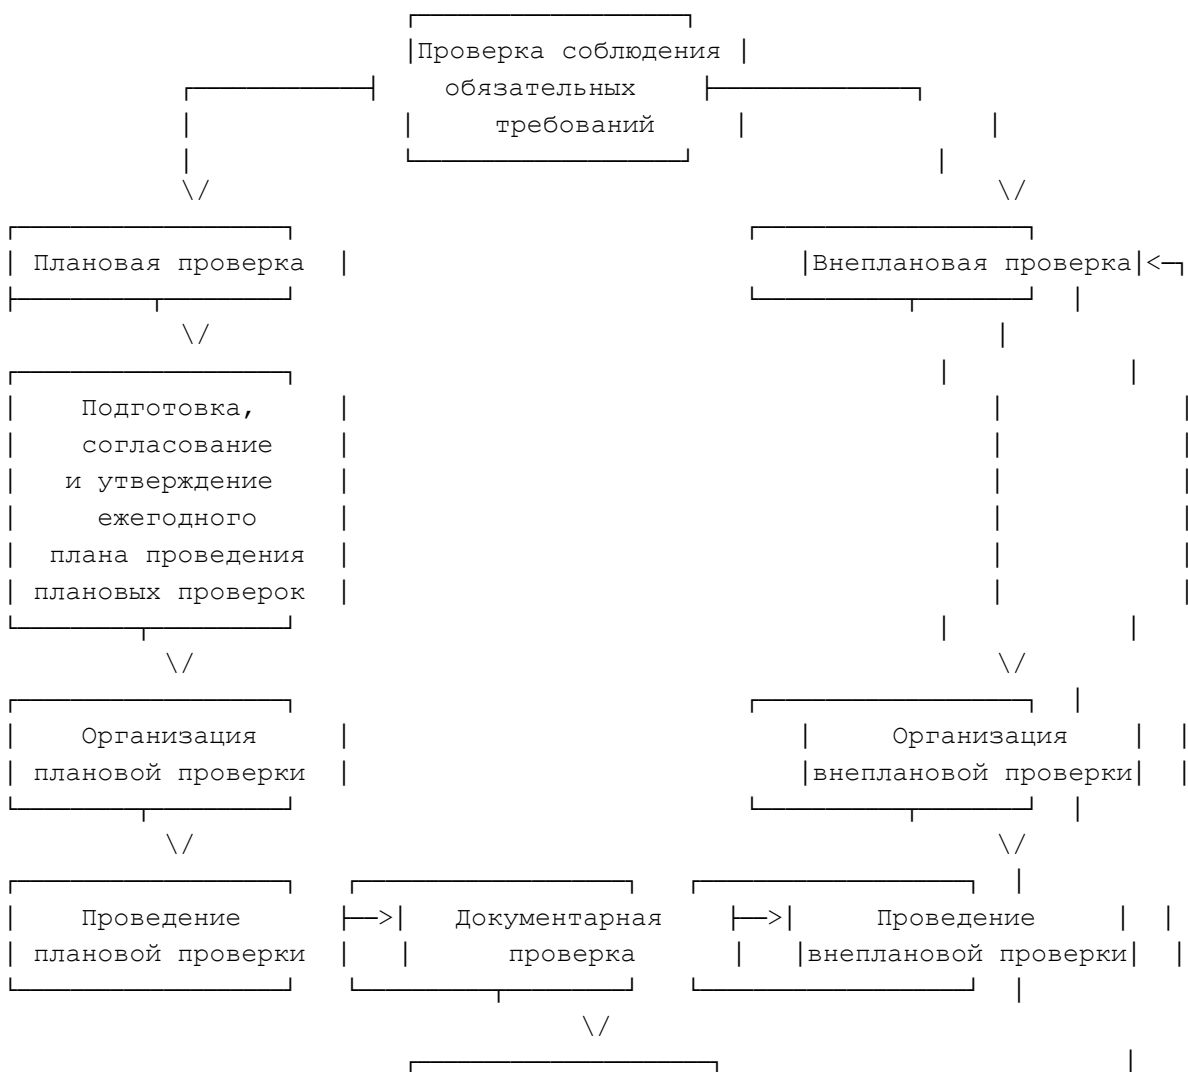 Проверка соблюдения
обязательных
требований
Плановая проверка
Внеплановая проверка
Подготовка,
согласование
и утверждение
ежегодного
плана проведения
плановых проверок
Организация
плановой проверки
Организация
внеплановой проверки
Проведение
плановой проверки
Документарная
проверка
Проведение
внеплановой проверки